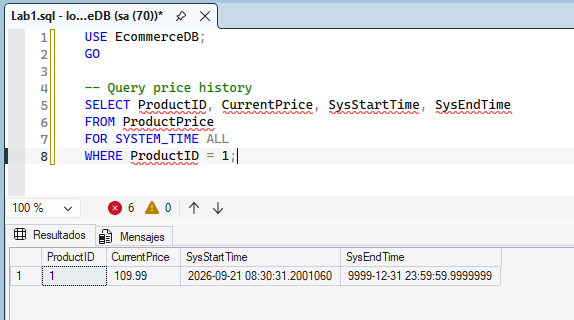 Lab1.sql - lo...eDB (sa (70))*
1 USE EcommerceDB;
2 GO
3
4 -- Query price history
5 SELECT ProductID, CurrentPrice, SysStartTime, SysEndTime
6 FROM ProductPrice
7 FOR SYSTEM_TIME ALL
8 WHERE ProductID = 1;
100 % 6 0
Resultados Mensajes
ProductID CurrentPrice SysStartTime SysEndTime
1 1 109.99 2026-09-21 08:30:31.2001060 9999-12-31 23:59:59.9999999